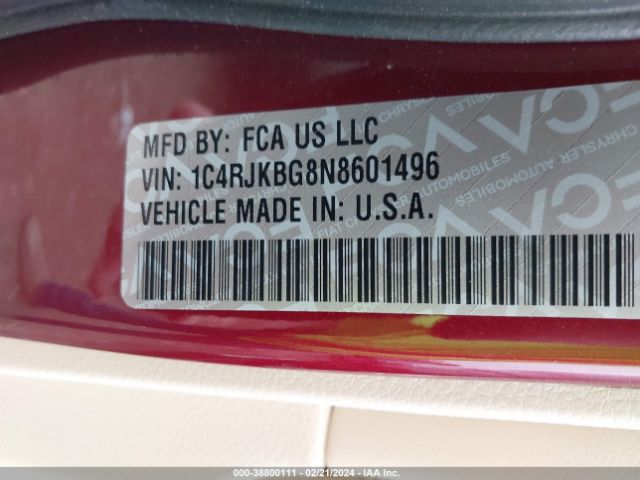 MFD BY: FCA US LLC
VIN: 1C4RJKBG8N8601496
VEHICLE MADE IN: U.S.A.
000-38800111 - 02/21/2024 - IAA Inc.